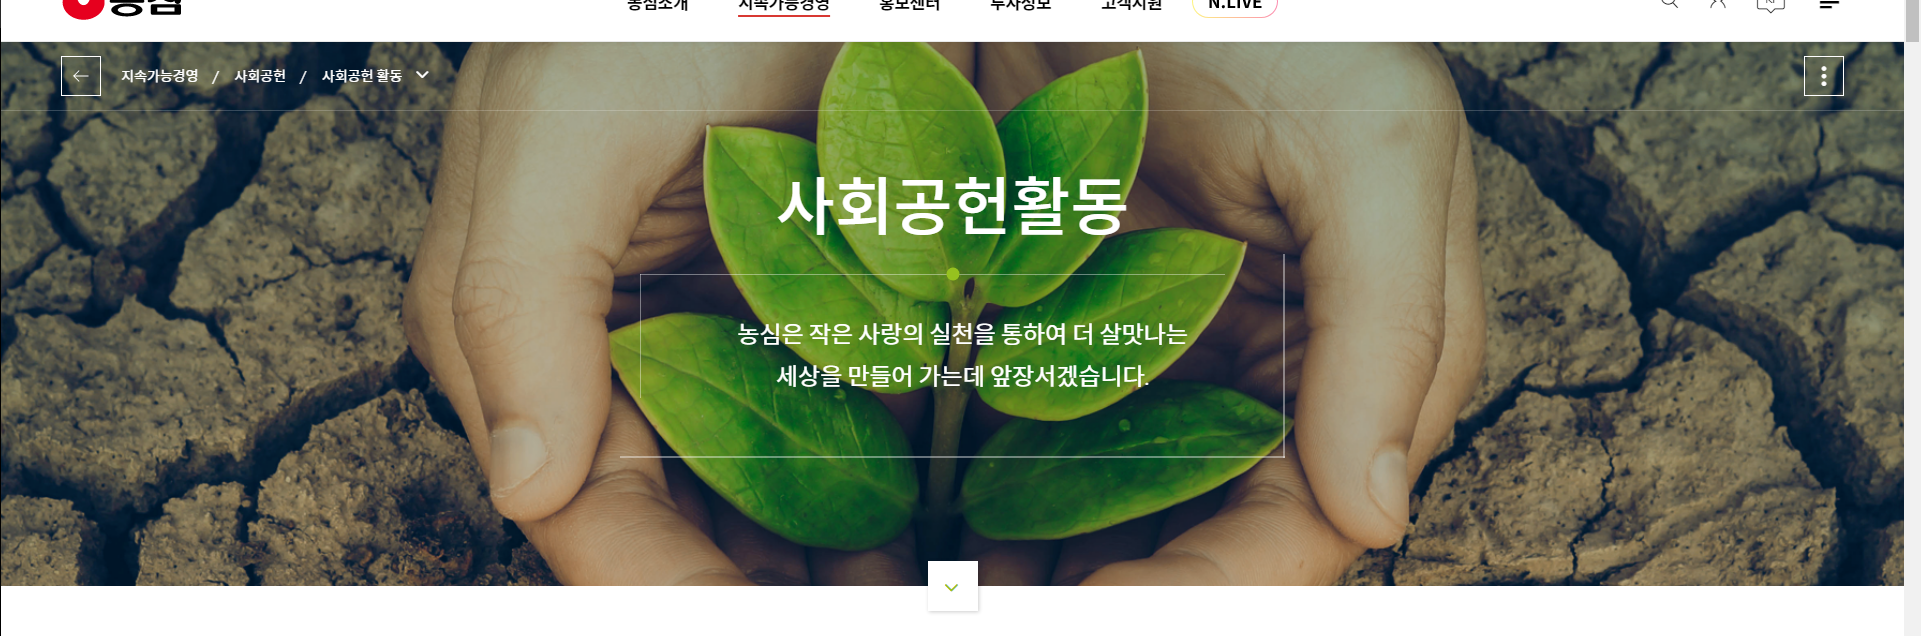 농심
농심소개 지속가능경영 홍보센터 투자정보 고객지원 N.LIVE
지속가능경영 / 사회공헌 / 사회공헌 활동
사회공헌활동
농심은 작은 사랑의 실천을 통하여 더 살맛나는
세상을 만들어 가는데 앞장서겠습니다.